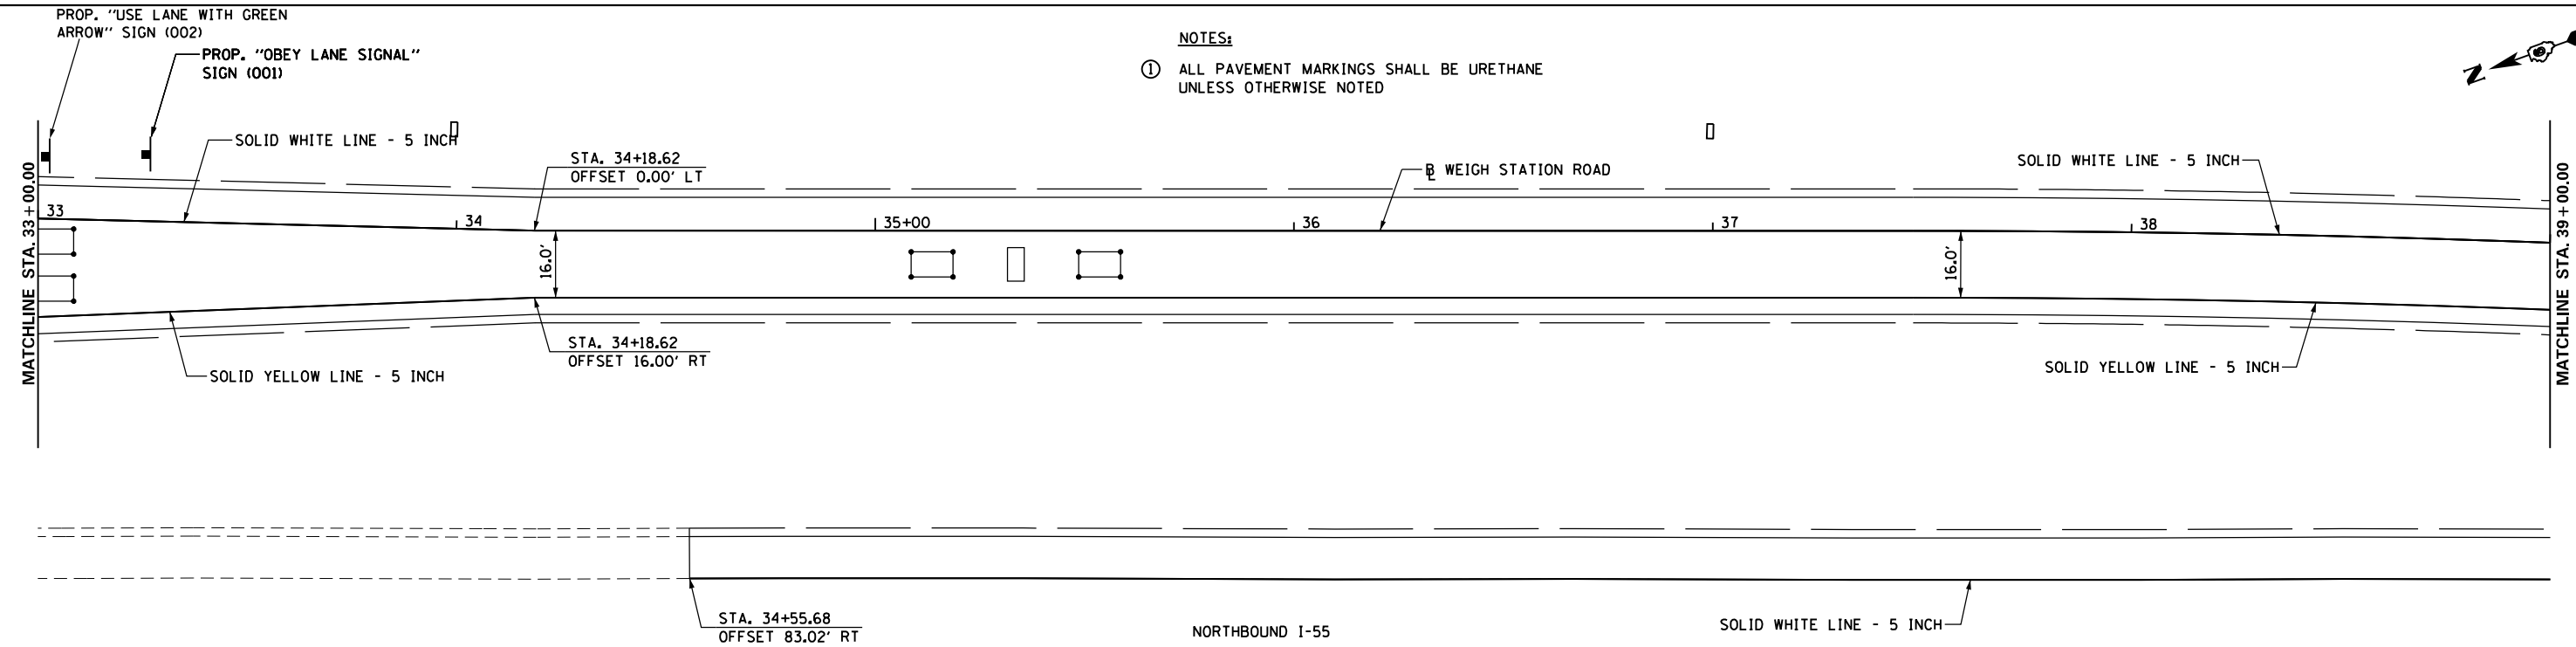 PROP. "USE LANE WITH GREEN
ARROW" SIGN (002)
PROP. "OBEY LANE SIGNAL"
SIGN (001)
NOTES:
1 ALL PAVEMENT MARKINGS SHALL BE URETHANE
UNLESS OTHERWISE NOTED
N
SOLID WHITE LINE - 5 INCH
STA. 34+18.62
OFFSET 0.00' LT
℄ WEIGH STATION ROAD
SOLID WHITE LINE - 5 INCH
MATCHLINE STA. 33+00.00
33
34
35+00
36
37
38
16.0'
16.0'
MATCHLINE STA. 39+00.00
STA. 34+18.62
OFFSET 16.00' RT
SOLID YELLOW LINE - 5 INCH
SOLID YELLOW LINE - 5 INCH
STA. 34+55.68
OFFSET 83.02' RT
NORTHBOUND I-55
SOLID WHITE LINE - 5 INCH